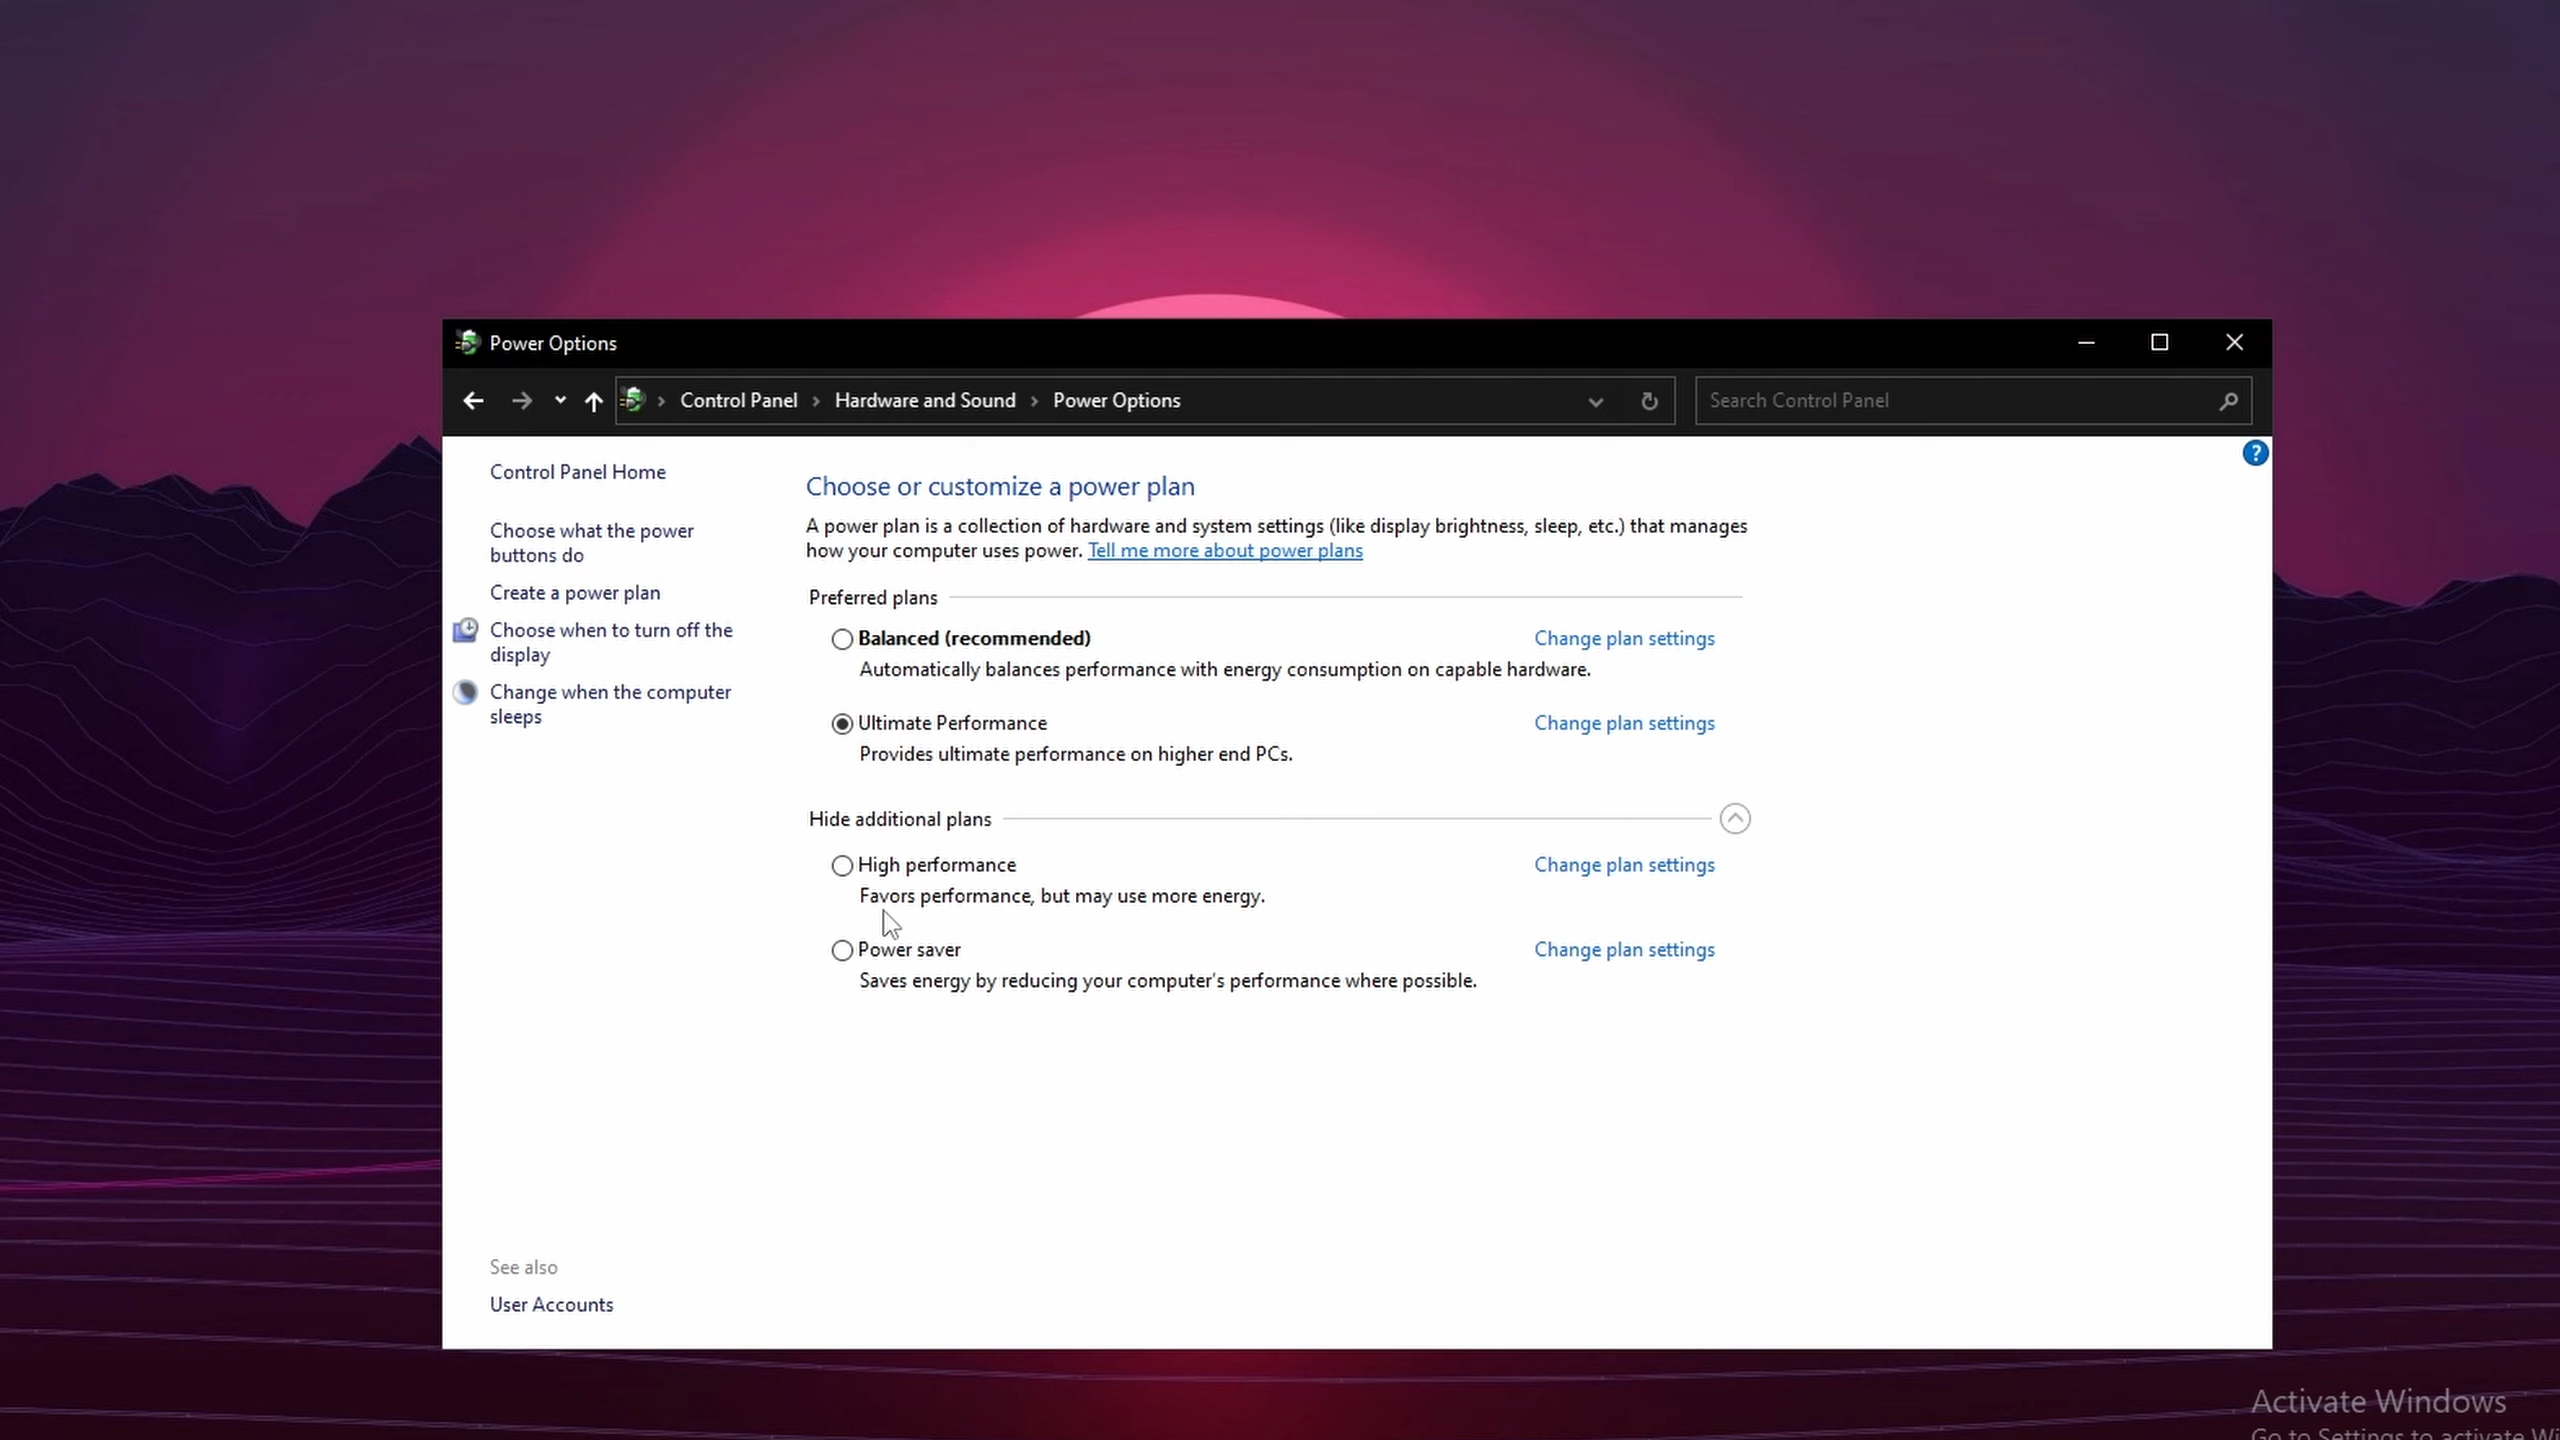 Power Options
Control Panel > Hardware and Sound > Power Options
Search Control Panel
?
Control Panel Home
Choose what the power
buttons do
Create a power plan
Choose when to turn off the
display
Change when the computer
sleeps
Choose or customize a power plan
A power plan is a collection of hardware and system settings (like display brightness, sleep, etc.) that manages
how your computer uses power. Tell me more about power plans
Preferred plans
Balanced (recommended) Change plan settings
Automatically balances performance with energy consumption on capable hardware.
Ultimate Performance Change plan settings
Provides ultimate performance on higher end PCs.
Hide additional plans
High performance Change plan settings
Favors performance, but may use more energy.
Power saver Change plan settings
Saves energy by reducing your computer's performance where possible.
See also
User Accounts
Activate Windows
Go to Settings to activate Wi